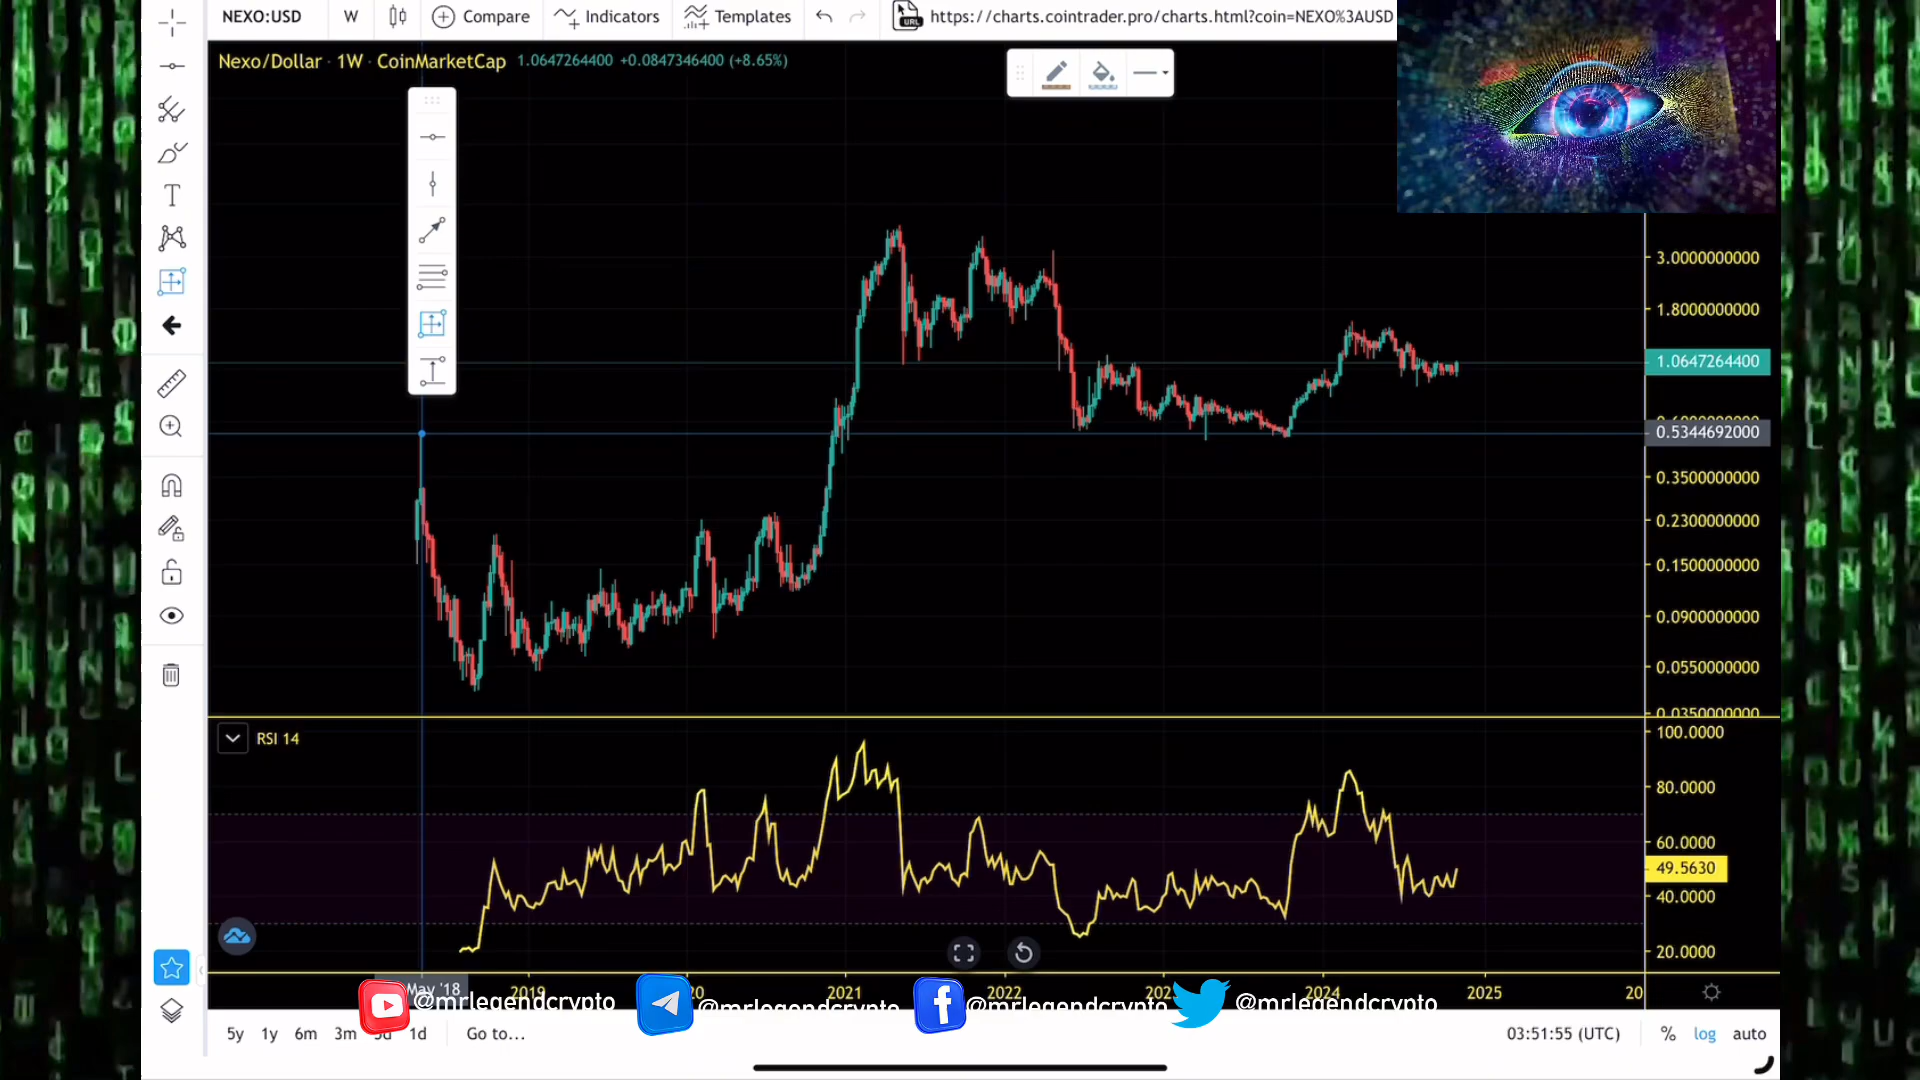 NEXO:USD W Compare Indicators Templates https://charts.cointrader.pro/charts.html?coin=NEXO%3AUSD
URL
Nexo/Dollar · 1W · CoinMarketCap 1.0647264400 +0.0847346400 (+8.65%)
3.0000000000
1.8000000000
1.0647264400
0.5344692000
0.3500000000
0.2300000000
0.1500000000
0.0900000000
0.0550000000
0.0350000000
RSI 14
100.0000
80.0000
60.0000
49.5630
40.0000
20.0000
May '18 2019 2021 2022 2024 2025 20
@mrlegendcrypto @mrlegendcrypto @mrlegendcrypto @mrlegendcrypto
5y 1y 6m 3m 5d 1d Go to... 03:51:55 (UTC) % log auto